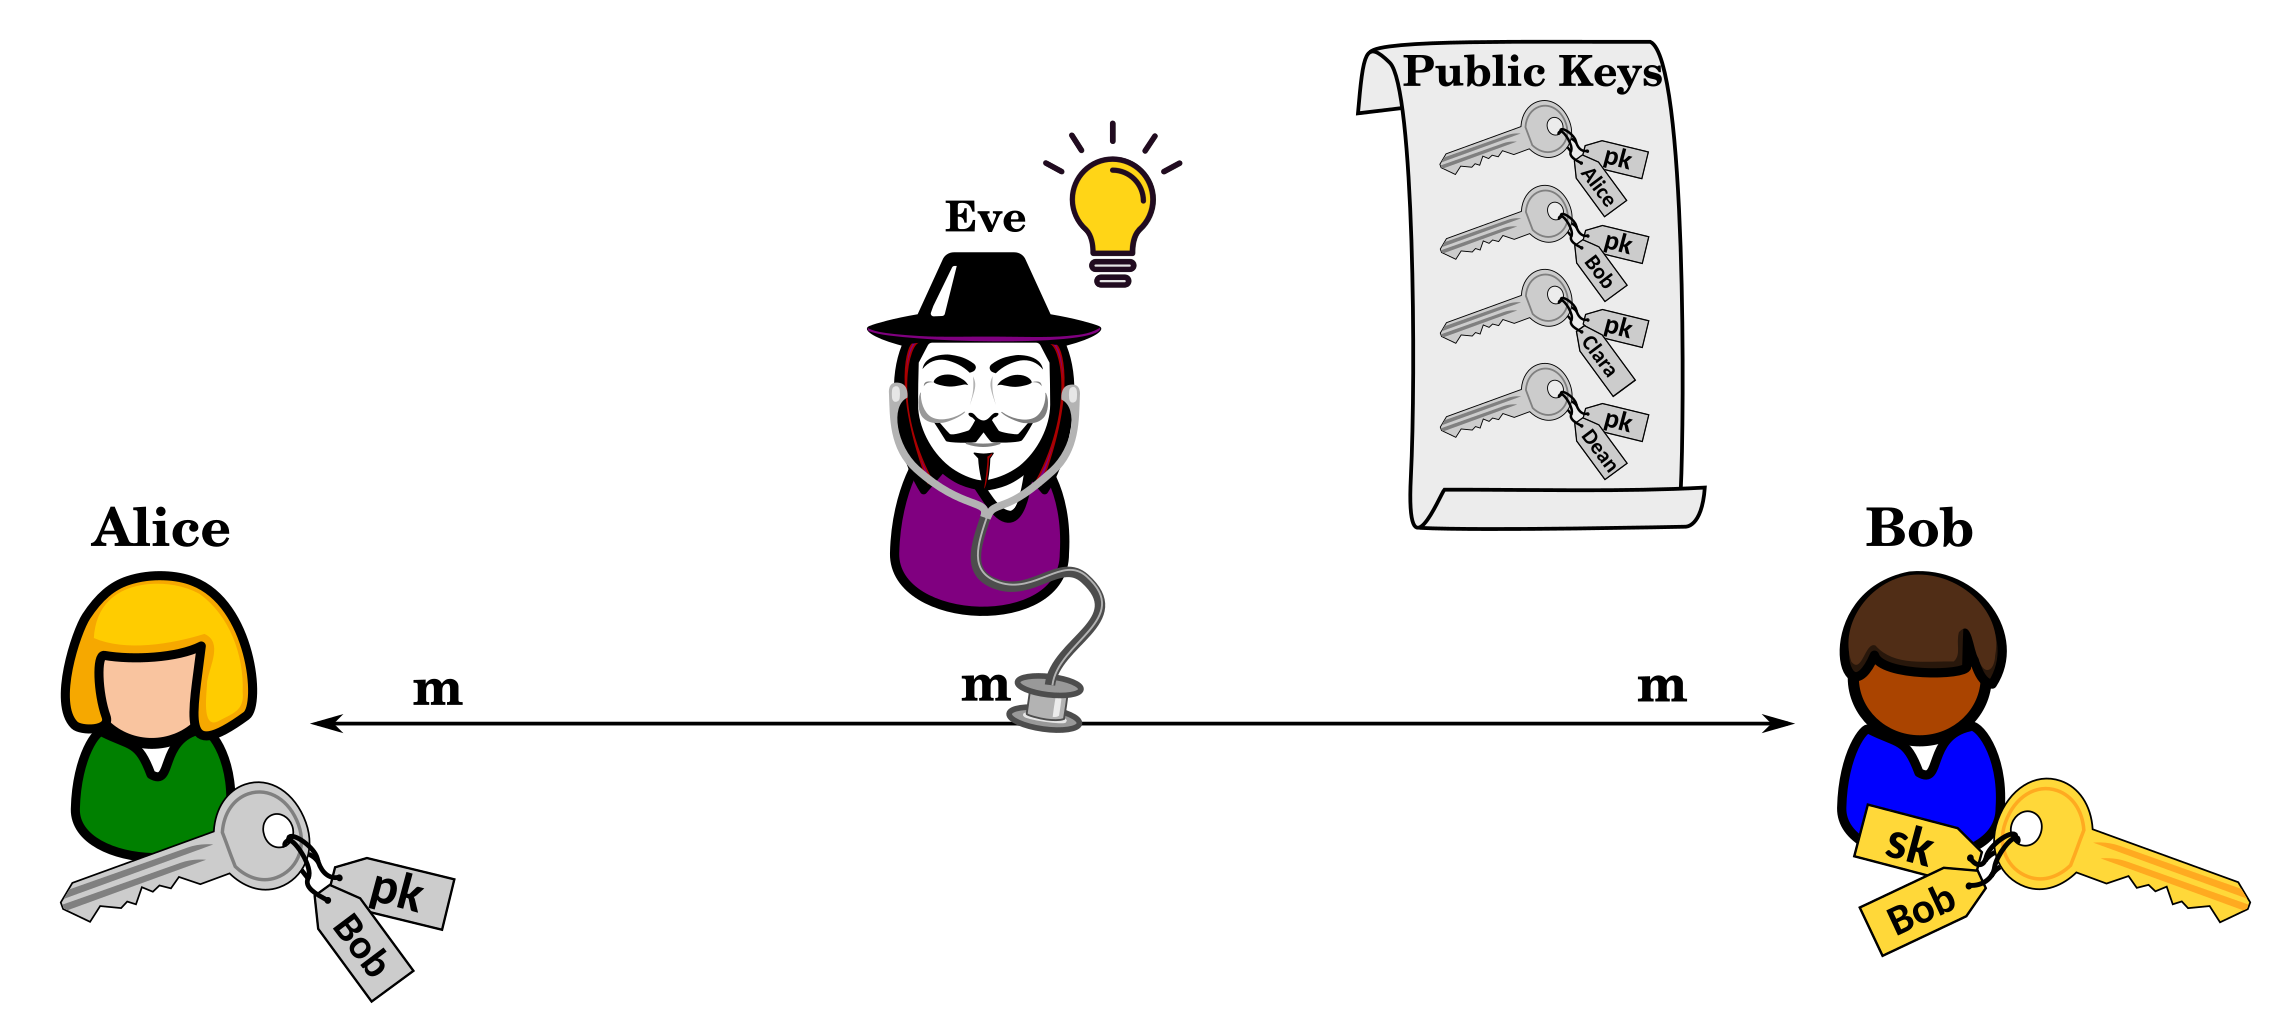 Public Keys
pk
Alice
pk
Bob
pk
Clara
pk
Dean
Eve
Alice
Bob
m
m
m
pk
Bob
sk
Bob